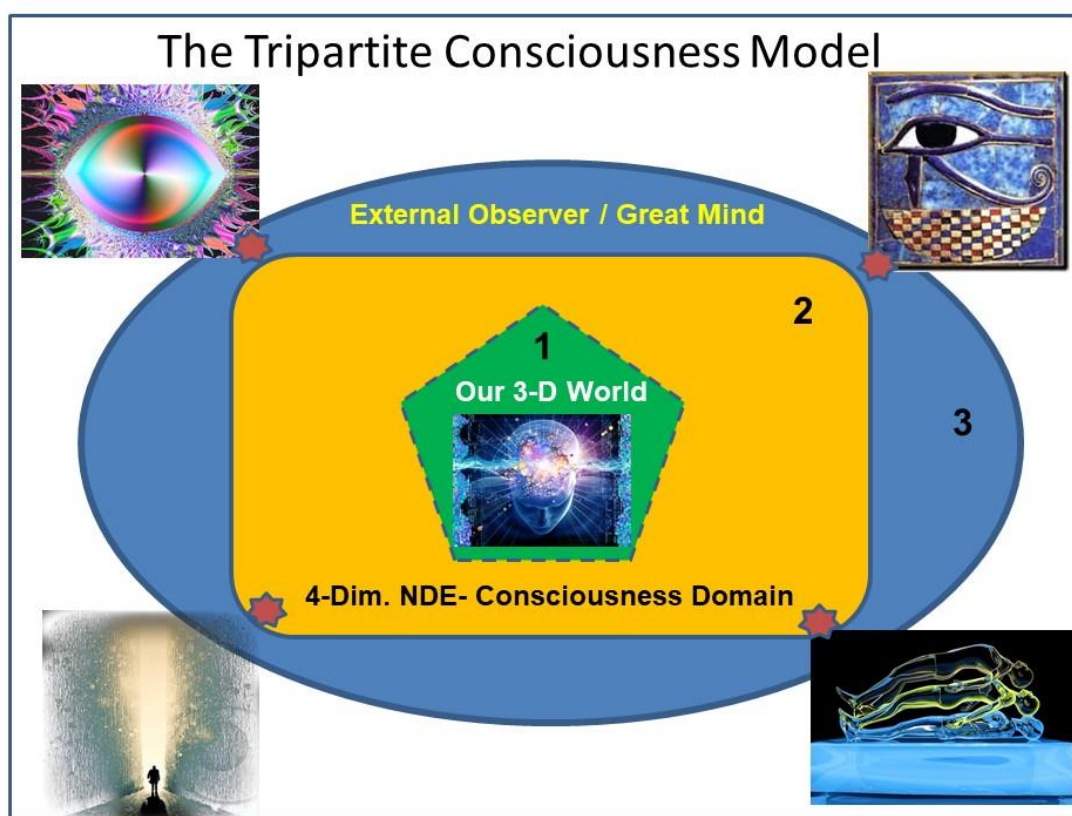 The Tripartite Consciousness Model
External Observer / Great Mind
2
1
Our 3-D World
3
4-Dim. NDE- Consciousness Domain